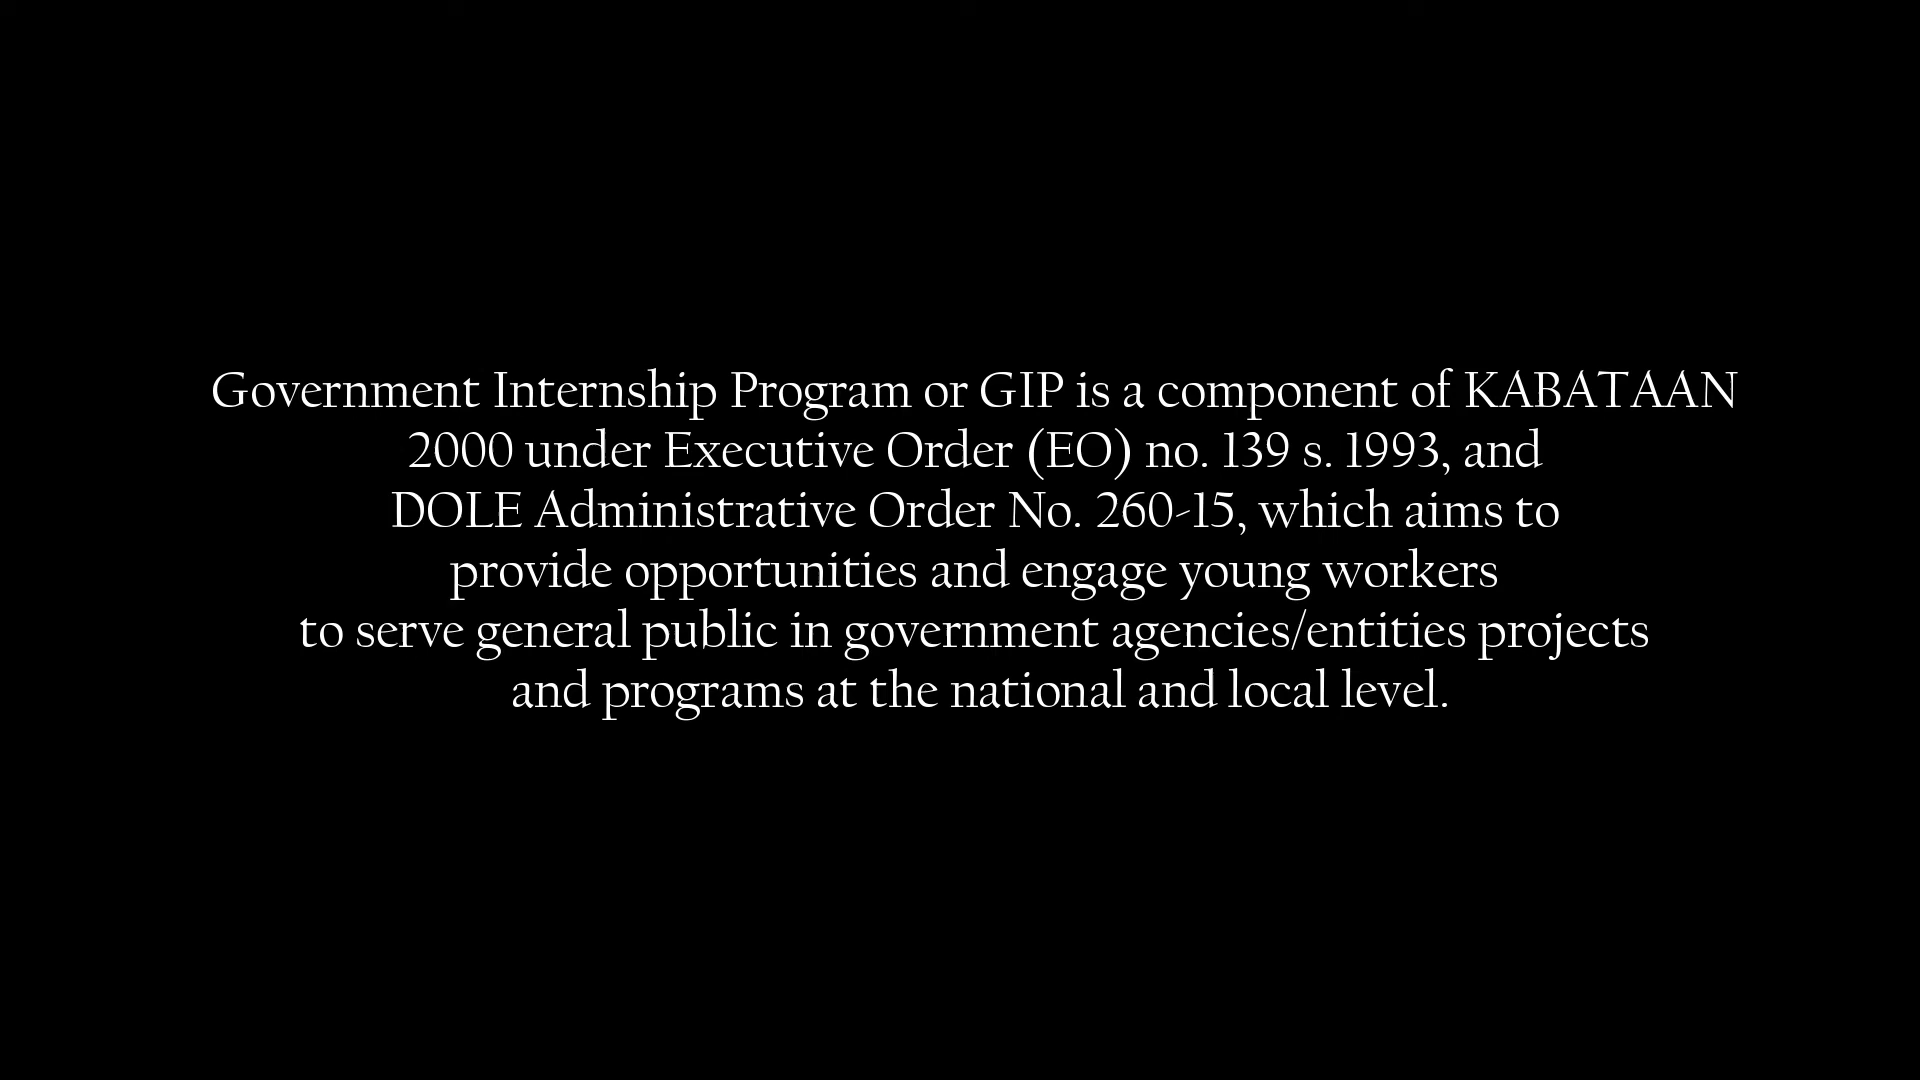 Government Internship Program or GIP is a component of KABATAAN
2000 under Executive Order (EO) no. 139 s. 1993, and
DOLE Administrative Order No. 260-15, which aims to
provide opportunities and engage young workers
to serve general public in government agencies/entities projects
and programs at the national and local level.